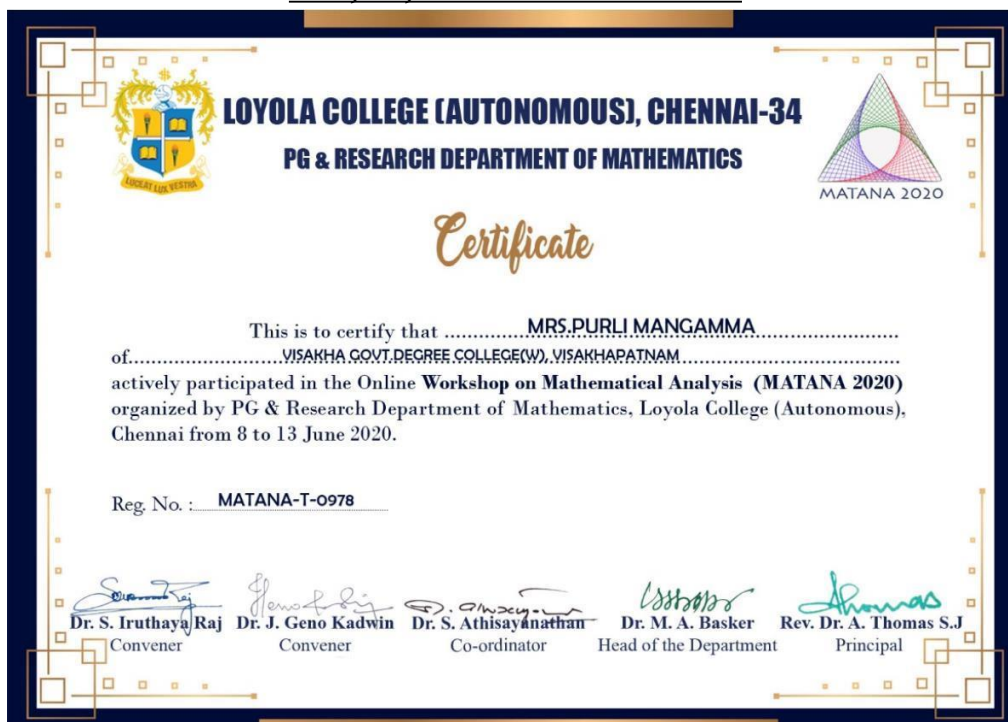 LOYOLA COLLEGE (AUTONOMOUS), CHENNAI-34
PG & RESEARCH DEPARTMENT OF MATHEMATICS
LUCEAT LUX VESTRA
MATANA 2020
Certificate
This is to certify that ............MRS.PURLI MANGAMMA............
of............VISAKHA GOVT.DEGREE COLLEGE(W), VISAKHAPATNAM............
actively participated in the Online Workshop on Mathematical Analysis (MATANA 2020)
organized by PG & Research Department of Mathematics, Loyola College (Autonomous),
Chennai from 8 to 13 June 2020.
Reg. No. : MATANA-T-0978
Dr. S. Iruthaya Raj Dr. J. Geno Kadwin Dr. S. Athisayanathan Dr. M. A. Basker Rev. Dr. A. Thomas S.J
Convener Convener Co-ordinator Head of the Department Principal